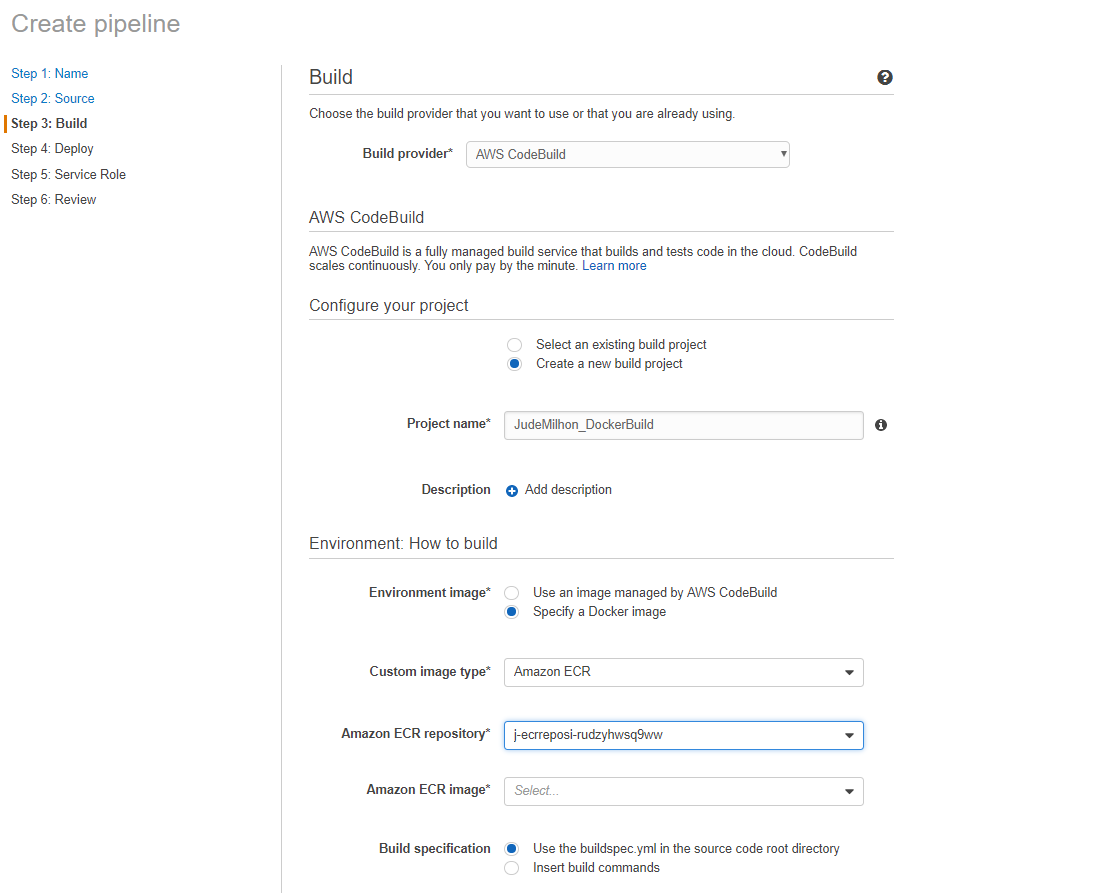 Create pipeline
Step 1: Name
Step 2: Source
Step 3: Build
Step 4: Deploy
Step 5: Service Role
Step 6: Review
Build
Choose the build provider that you want to use or that you are already using.
Build provider* AWS CodeBuild
AWS CodeBuild
AWS CodeBuild is a fully managed build service that builds and tests code in the cloud. CodeBuild
scales continuously. You only pay by the minute. Learn more
Configure your project
Select an existing build project
Create a new build project
Project name* JudeMilhon_DockerBuild
Description Add description
Environment: How to build
Environment image* Use an image managed by AWS CodeBuild
Specify a Docker image
Custom image type* Amazon ECR
Amazon ECR repository* j-ecrreposi-rudzyhwsq9ww
Amazon ECR image* Select...
Build specification Use the buildspec.yml in the source code root directory
Insert build commands